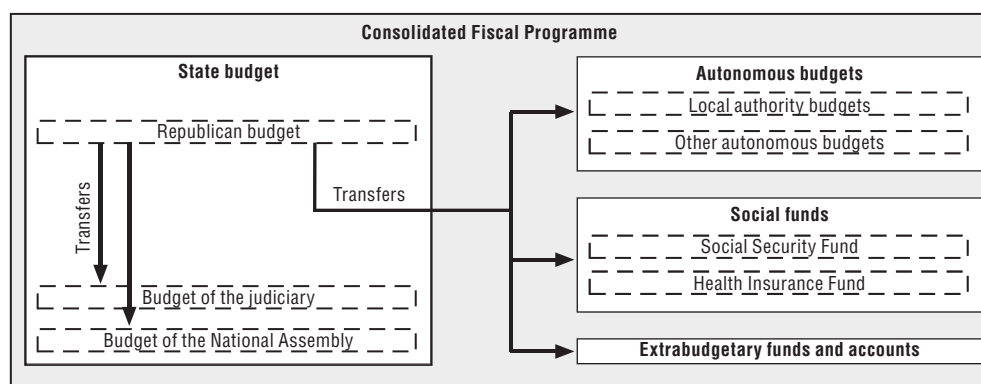 Consolidated Fiscal Programme
State budget
Republican budget
Transfers
Transfers
Budget of the judiciary
Budget of the National Assembly
Autonomous budgets
Local authority budgets
Other autonomous budgets
Social funds
Social Security Fund
Health Insurance Fund
Extrabudgetary funds and accounts